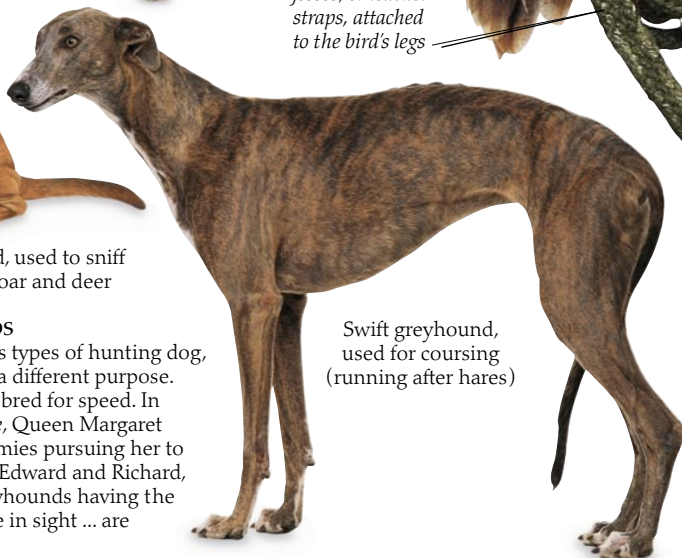 straps, attached
to the bird's legs
, used to sniff
oar and deer
s types of hunting dog,
a different purpose.
bred for speed. In
, Queen Margaret
mies pursuing her to
Edward and Richard,
yhounds having the
e in sight ... are
Swift greyhound,
used for coursing
(running after hares)